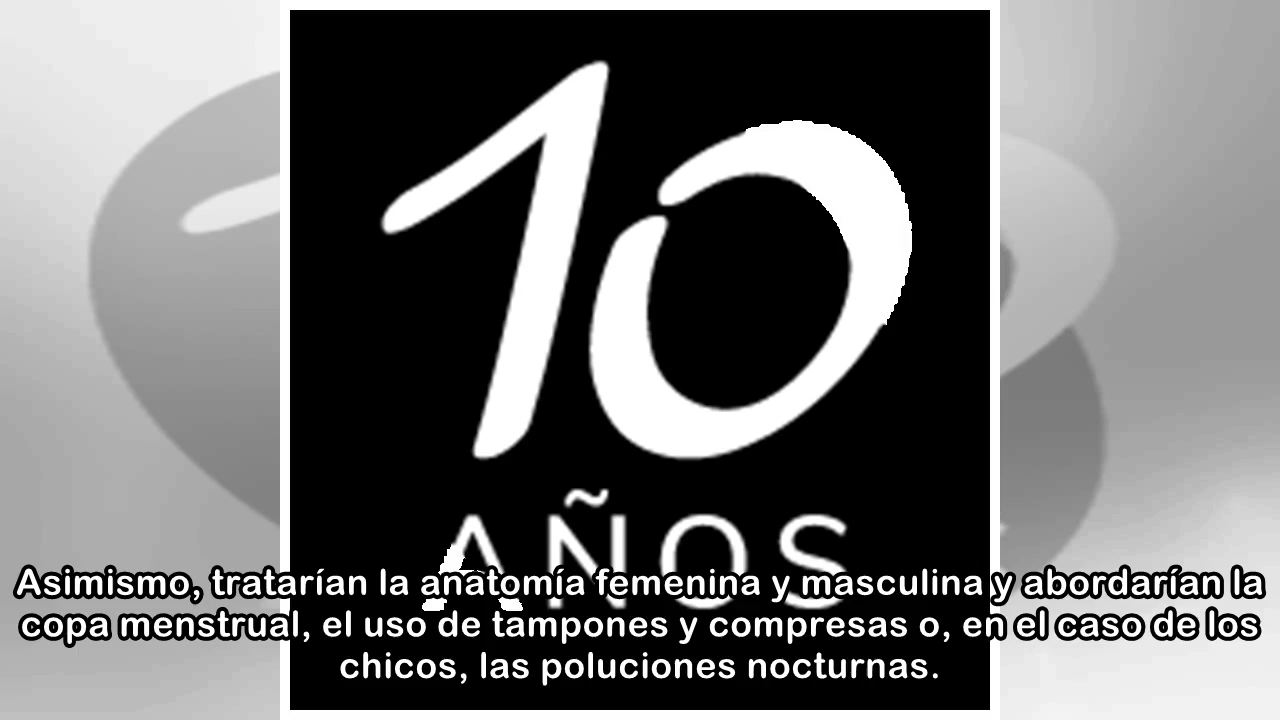 10
AÑOS
Asimismo, tratarían la anatomía femenina y masculina y abordarían la
copa menstrual, el uso de tampones y compresas o, en el caso de los
chicos, las poluciones nocturnas.